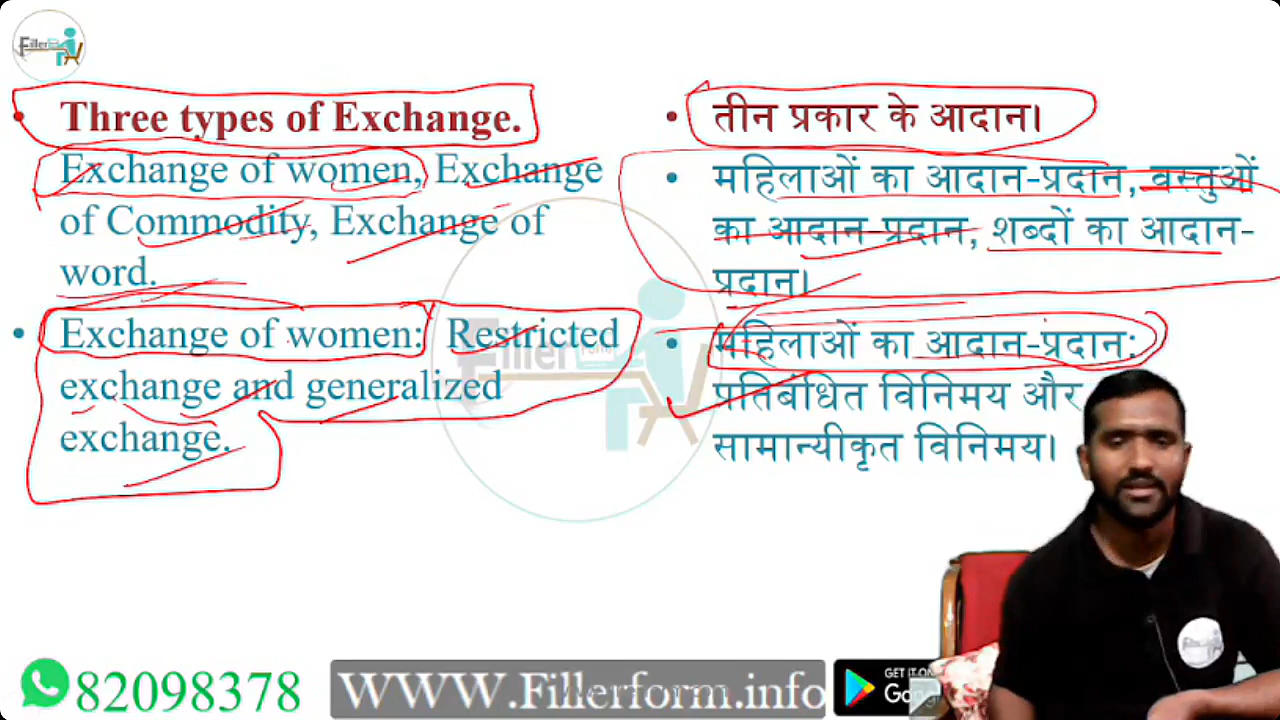 Fillerform
• Three types of Exchange.
Exchange of women, Exchange
of Commodity, Exchange of
word.
• Exchange of women: Restricted
exchange and generalized
exchange.
• तीन प्रकार के आदान।
• महिलाओं का आदान-प्रदान, वस्तुओं
का आदान-प्रदान, शब्दों का आदान-
प्रदान।
• महिलाओं का आदान-प्रदान:
प्रतिबंधित विनिमय और
सामान्यीकृत विनिमय।
82098378
WWW.Fillerform.info
GET IT ON